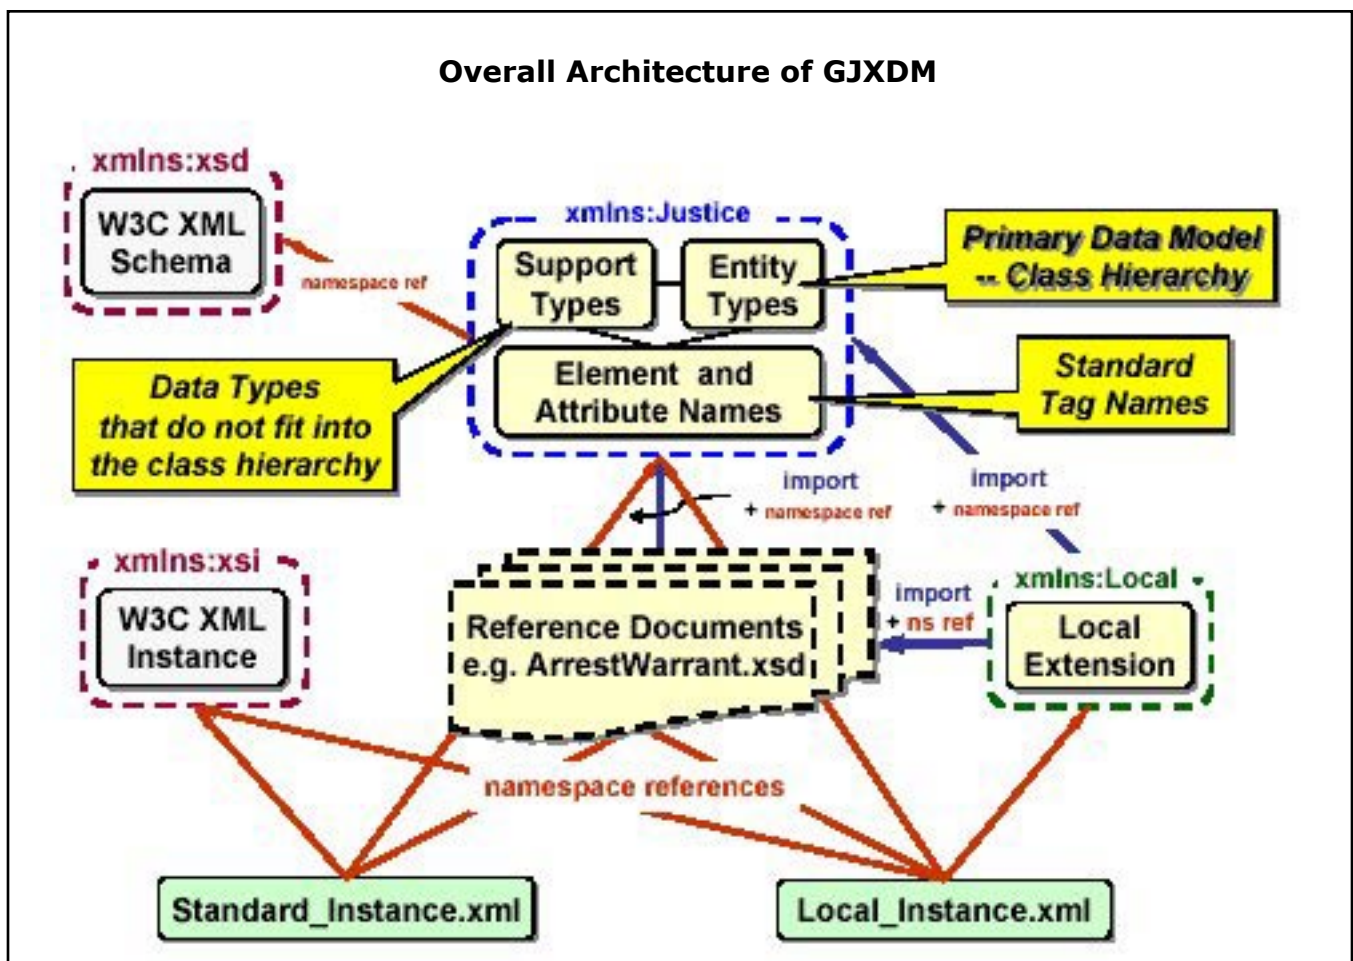 Overall Architecture of GJXDM
xmlns:xsd
W3C XML
Schema
namespace ref
xmlns:Justice
Support
Types
Entity
Types
Primary Data Model
-- Class Hierarchy
Data Types
that do not fit into
the class hierarchy
Element and
Attribute Names
Standard
Tag Names
import
+ namespace ref
import
+ namespace ref
xmlns:xsi
W3C XML
Instance
Reference Documents
e.g. ArrestWarrant.xsd
import
+ ns ref
xmlns:Local
Local
Extension
namespace references
Standard_Instance.xml
Local_Instance.xml